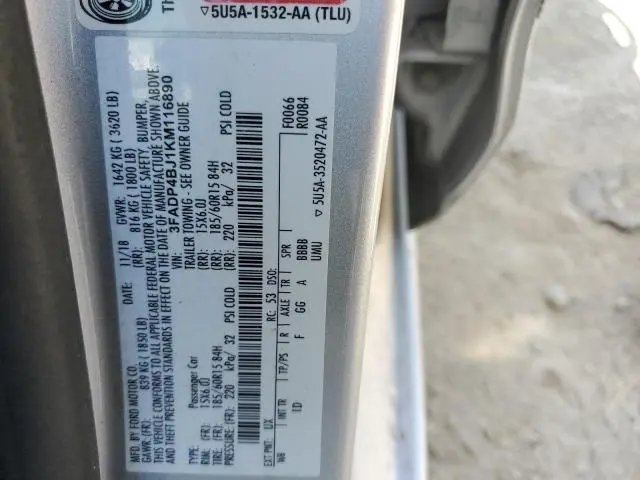 TH
5U5A-1532-AA (TLU)
MFD. BY FORD MOTOR CO.
DATE: 11/18 GVWR: 1642 KG ( 3620 LB)
GAWR: (FR): 839 KG ( 1850 LB) (RR): 816 KG ( 1800 LB)
THIS VEHICLE CONFORMS TO ALL APPLICABLE FEDERAL MOTOR VEHICLE SAFETY, BUMPER,
AND THEFT PREVENTION STANDARDS IN EFFECT ON THE DATE OF MANUFACTURE SHOWN ABOVE.
VIN: 3FADP4BJ1KM116890
TYPE: Passenger Car TRAILER TOWING - SEE OWNER GUIDE
RIM: (FR): 15X6.0J (RR): 15X6.0J
TIRE: (FR): 185/60R15 84H (RR): 185/60R15 84H
PRESSURE: (FR): 220 kPa/ 32 PSI COLD (RR): 220 kPa/ 32 PSI COLD
EXT PNT: UX RC: 53 DSO: F0066
R0084
WB INT TR TP/PS R AXLE TR SPR
ID F GG A BBBB
UMU
5U5A-3520472-AA